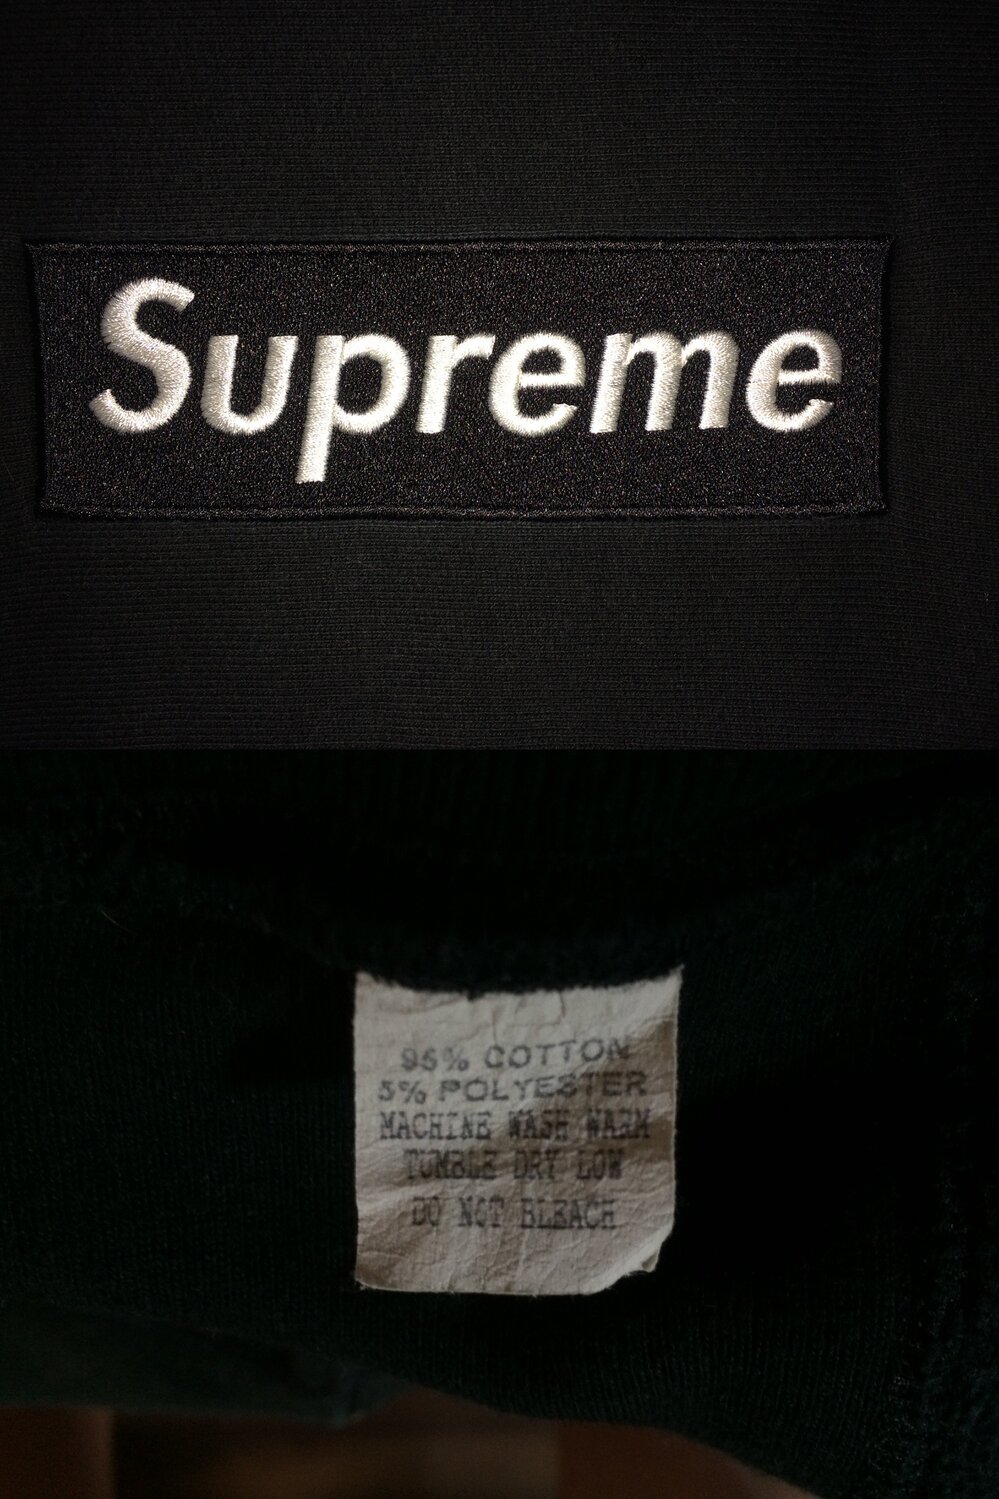 Supreme
95% COTTON
5% POLYESTER
MACHINE WASH WARM
TUMBLE DRY LOW
DO NOT BLEACH